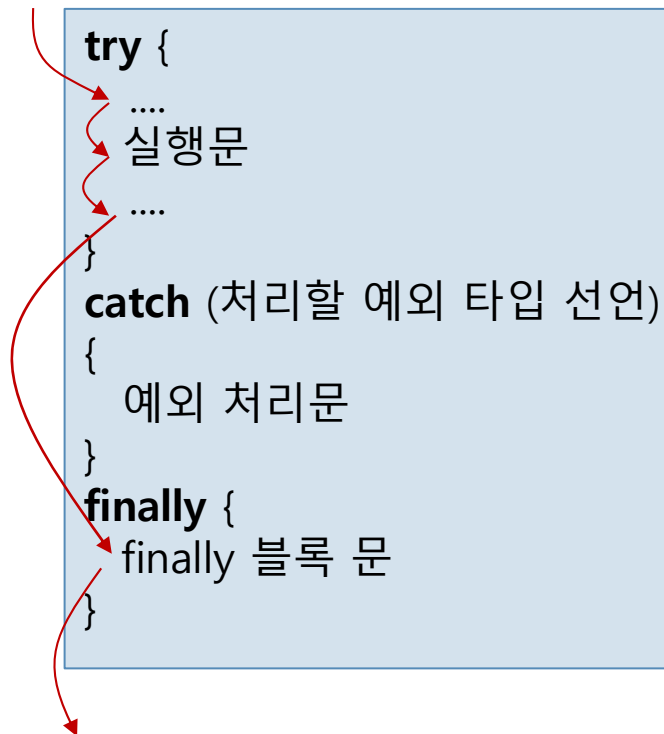 try {
....
실행문
....
}
catch (처리할 예외 타입 선언)
{
예외 처리문
}
finally {
finally 블록 문
}